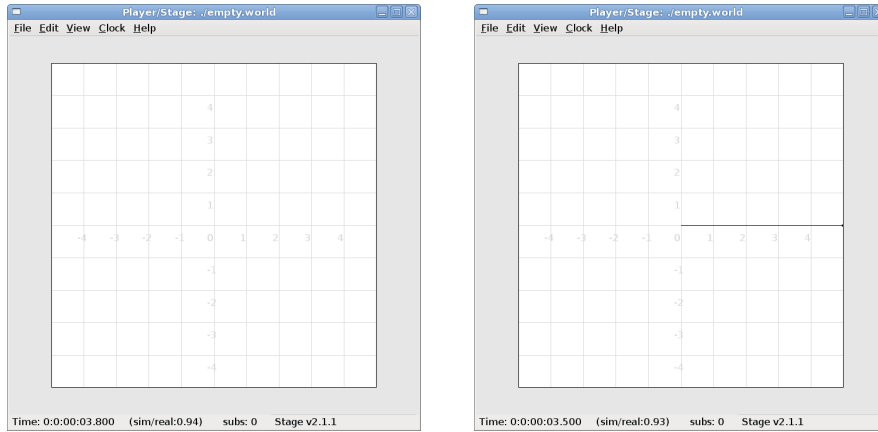 Player/Stage: ./empty.world
File Edit View Clock Help
4
3
2
1
-4 -3 -2 -1 0 1 2 3 4
-1
-2
-3
-4
Time: 0:0:00:03.800 (sim/real:0.94) subs: 0 Stage v2.1.1
Player/Stage: ./empty.world
File Edit View Clock Help
4
3
2
1
-4 -3 -2 -1 0 1 2 3 4
-1
-2
-3
-4
Time: 0:0:00:03.500 (sim/real:0.93) subs: 0 Stage v2.1.1